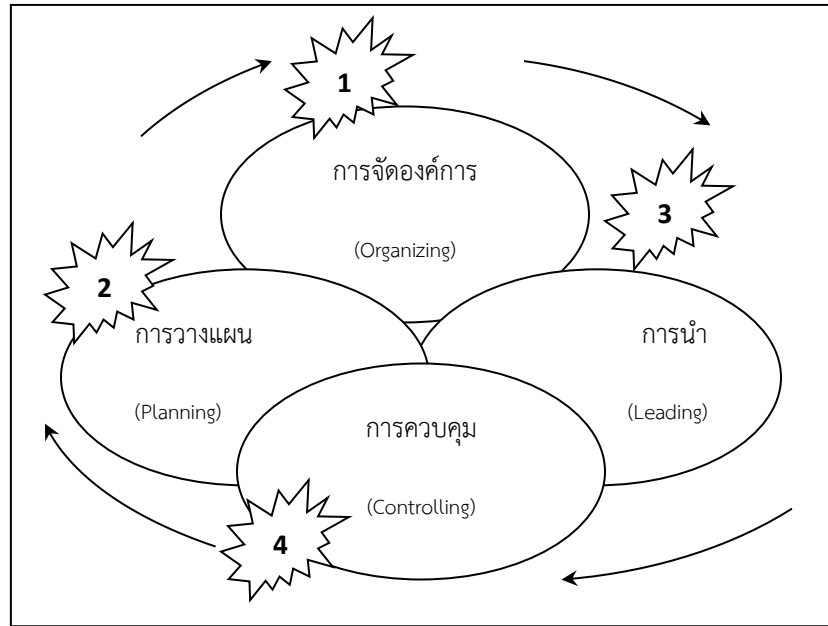 1
การจัดองค์การ
(Organizing)
3
2
การวางแผน
(Planning)
การนำ
(Leading)
การควบคุม
(Controlling)
4